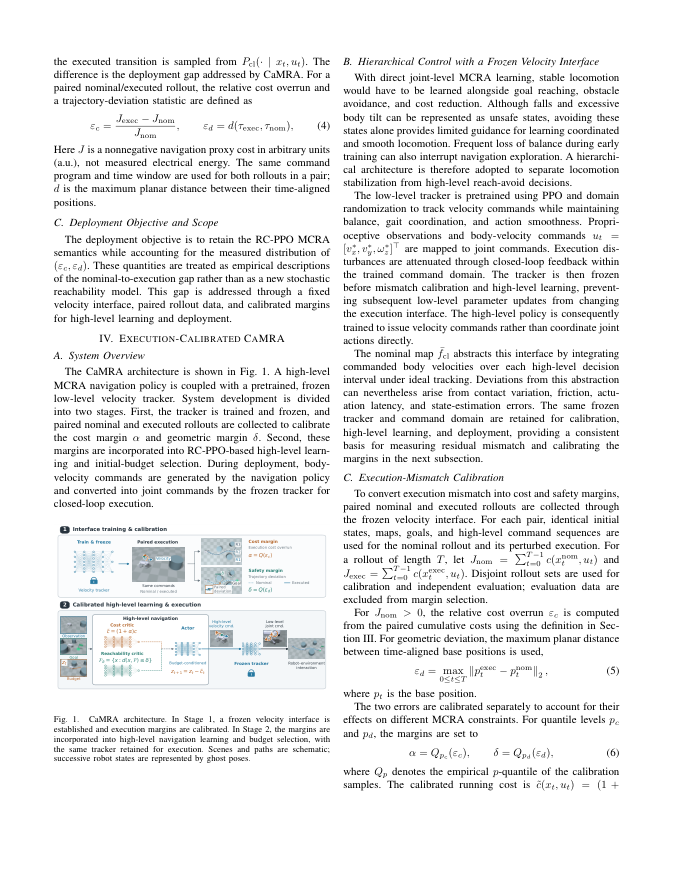 the executed transition is sampled from P_cl(· | x_t, u_t). The
difference is the deployment gap addressed by CaMRA. For a
paired nominal/executed rollout, the relative cost overrun and
a trajectory-deviation statistic are defined as
ε_c = (J_exec − J_nom) / J_nom, ε_d = d(τ_exec, τ_nom), (4)
Here J is a nonnegative navigation proxy cost in arbitrary units
(a.u.), not measured electrical energy. The same command
program and time window are used for both rollouts in a pair;
d is the maximum planar distance between their time-aligned
positions.
C. Deployment Objective and Scope
The deployment objective is to retain the RC-PPO MCRA
semantics while accounting for the measured distribution of
(ε_c, ε_d). These quantities are treated as empirical descriptions
of the nominal-to-execution gap rather than as a new stochastic
reachability model. This gap is addressed through a fixed
velocity interface, paired rollout data, and calibrated margins
for high-level learning and deployment.
IV. EXECUTION-CALIBRATED CAMRA
A. System Overview
The CaMRA architecture is shown in Fig. 1. A high-level
MCRA navigation policy is coupled with a pretrained, frozen
low-level velocity tracker. System development is divided
into two stages. First, the tracker is trained and frozen, and
paired nominal and executed rollouts are collected to calibrate
the cost margin α and geometric margin δ. Second, these
margins are incorporated into RC-PPO-based high-level learn-
ing and initial-budget selection. During deployment, body-
velocity commands are generated by the navigation policy
and converted into joint commands by the frozen tracker for
closed-loop execution.
1 Interface training & calibration
Train & freeze
Velocity tracker
Paired execution
Same commands
Nominal / executed
Cost margin
Execution cost overrun
α = Q(ε_c)
Safety margin
Trajectory deviation
Nominal Executed
δ = Q(ε_d)
2 Calibrated high-level learning & execution
Observation
Goal
Budget
High-level navigation
Cost critic
Reachability critic
Actor
Budget-conditioned
High-level
velocity cmd.
Frozen tracker
Low-level
joint cmd.
Robot-environment
interaction
Fig. 1. CaMRA architecture. In Stage 1, a frozen velocity interface is
established and execution margins are calibrated. In Stage 2, the margins are
incorporated into high-level navigation learning and budget selection, with
the same tracker retained for execution. Scenes and paths are schematic;
successive robot states are represented by ghost poses.
B. Hierarchical Control with a Frozen Velocity Interface
With direct joint-level MCRA learning, stable locomotion
would have to be learned alongside goal reaching, obstacle
avoidance, and cost reduction. Although falls and excessive
body tilt can be represented as unsafe states, avoiding these
states alone provides limited guidance for learning coordinated
and smooth locomotion. Frequent loss of balance during early
training can also interrupt navigation exploration. A hierarchi-
cal architecture is therefore adopted to separate locomotion
stabilization from high-level reach-avoid decisions.
The low-level tracker is pretrained using PPO and domain
randomization to track velocity commands while maintaining
balance, gait coordination, and action smoothness. Propri-
oceptive observations and body-velocity commands u_t =
[v_x^*, v_y^*, ω_z^*]^⊤ are mapped to joint commands. Execution dis-
turbances are attenuated through closed-loop feedback within
the trained command domain. The tracker is then frozen
before mismatch calibration and high-level learning, prevent-
ing subsequent low-level parameter updates from changing
the execution interface. The high-level policy is consequently
trained to issue velocity commands rather than coordinate joint
actions directly.
The nominal map f̄_cl abstracts this interface by integrating
commanded body velocities over each high-level decision
interval under ideal tracking. Deviations from this abstraction
can nevertheless arise from contact variation, friction, actu-
ation latency, and state-estimation errors. The same frozen
tracker and command domain are retained for calibration,
high-level learning, and deployment, providing a consistent
basis for measuring residual mismatch and calibrating the
margins in the next subsection.
C. Execution-Mismatch Calibration
To convert execution mismatch into cost and safety margins,
paired nominal and executed rollouts are collected through
the frozen velocity interface. For each pair, identical initial
states, maps, goals, and high-level command sequences are
used for the nominal rollout and its perturbed execution. For
a rollout of length T, let J_nom = ∑_{t=0}^{T−1} c(x_t^nom, u_t) and
J_exec = ∑_{t=0}^{T−1} c(x_t^exec, u_t). Disjoint rollout sets are used for
calibration and independent evaluation; evaluation data are
excluded from margin selection.
For J_nom > 0, the relative cost overrun ε_c is computed
from the paired cumulative costs using the definition in Sec-
tion III. For geometric deviation, the maximum planar distance
between time-aligned base positions is used,
ε_d = max_{0≤t≤T} ‖p_t^exec − p_t^nom‖_2, (5)
where p_t is the base position.
The two errors are calibrated separately to account for their
effects on different MCRA constraints. For quantile levels p_c
and p_d, the margins are set to
α = Q_{p_c}(ε_c), δ = Q_{p_d}(ε_d), (6)
where Q_p denotes the empirical p-quantile of the calibration
samples. The calibrated running cost is c̃(x_t, u_t) = (1 +